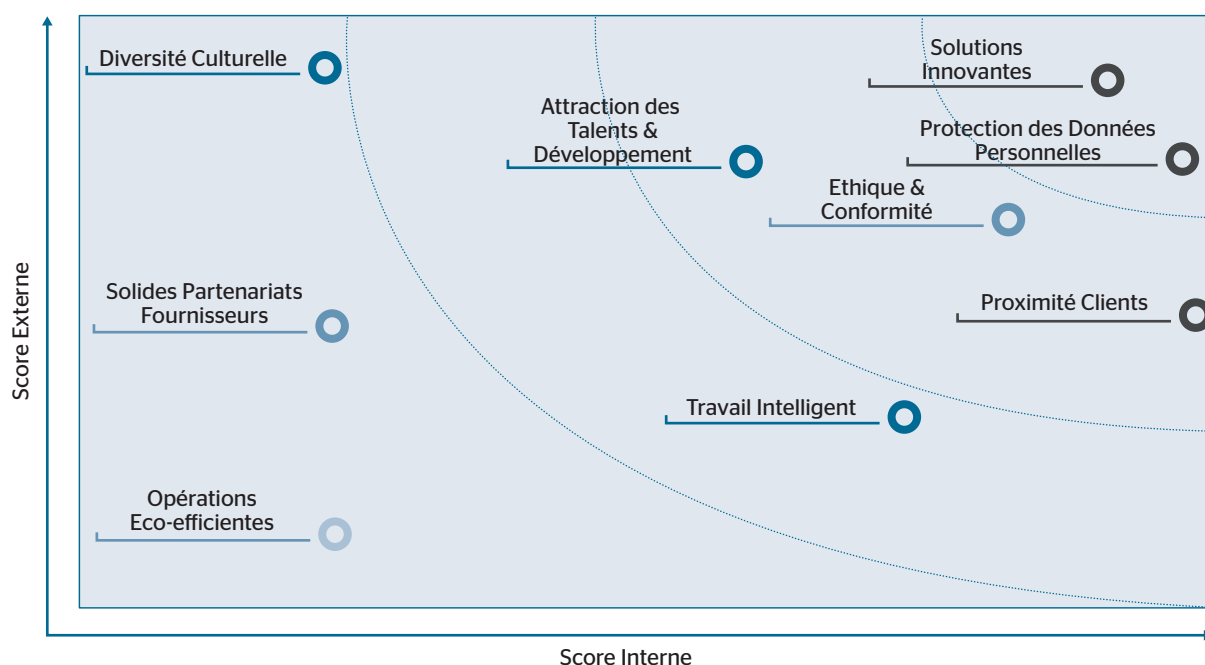 Diversité Culturelle
Solutions
Innovantes
Attraction des
Talents &
Développement
Protection des Données
Personnelles
Ethique &
Conformité
Solides Partenariats
Fournisseurs
Proximité Clients
Travail Intelligent
Opérations
Eco-efficientes
Score Externe
Score Interne